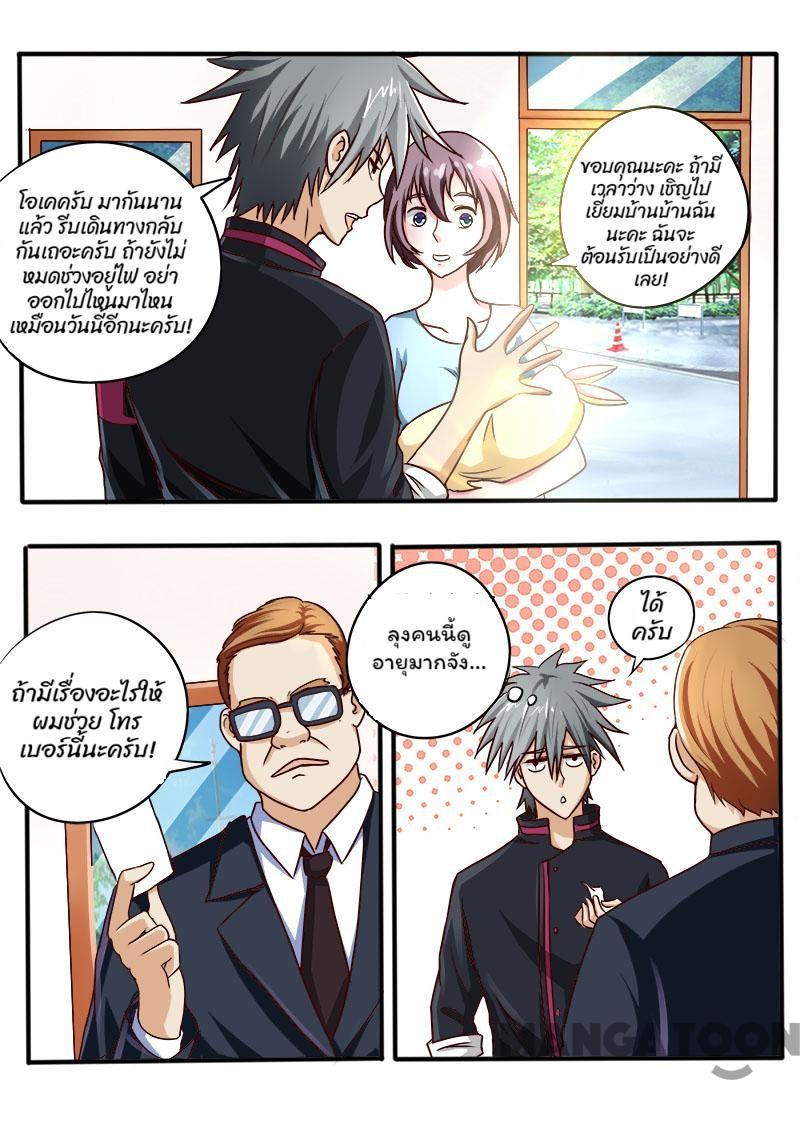 โอเคครับ มากันนาน
แล้ว รีบเดินทางกลับ
กันเถอะครับ ถ้ายังไม่
หมดช่วงอยู่ไฟ อย่า
ออกไปไหนมาไหน
เหมือนวันนี้อีกนะครับ!
ขอบคุณนะคะ ถ้ามี
เวลาว่าง เชิญไป
เยี่ยมบ้านบ้านฉัน
นะคะ ฉันจะ
ต้อนรับเป็นอย่างดี
เลย!
ถ้ามีเรื่องอะไรให้
ผมช่วย โทร
เบอร์นี้นะครับ!
ลุงคนนี้ดู
อายุมากจัง...
ได้
ครับ
MANGATOON